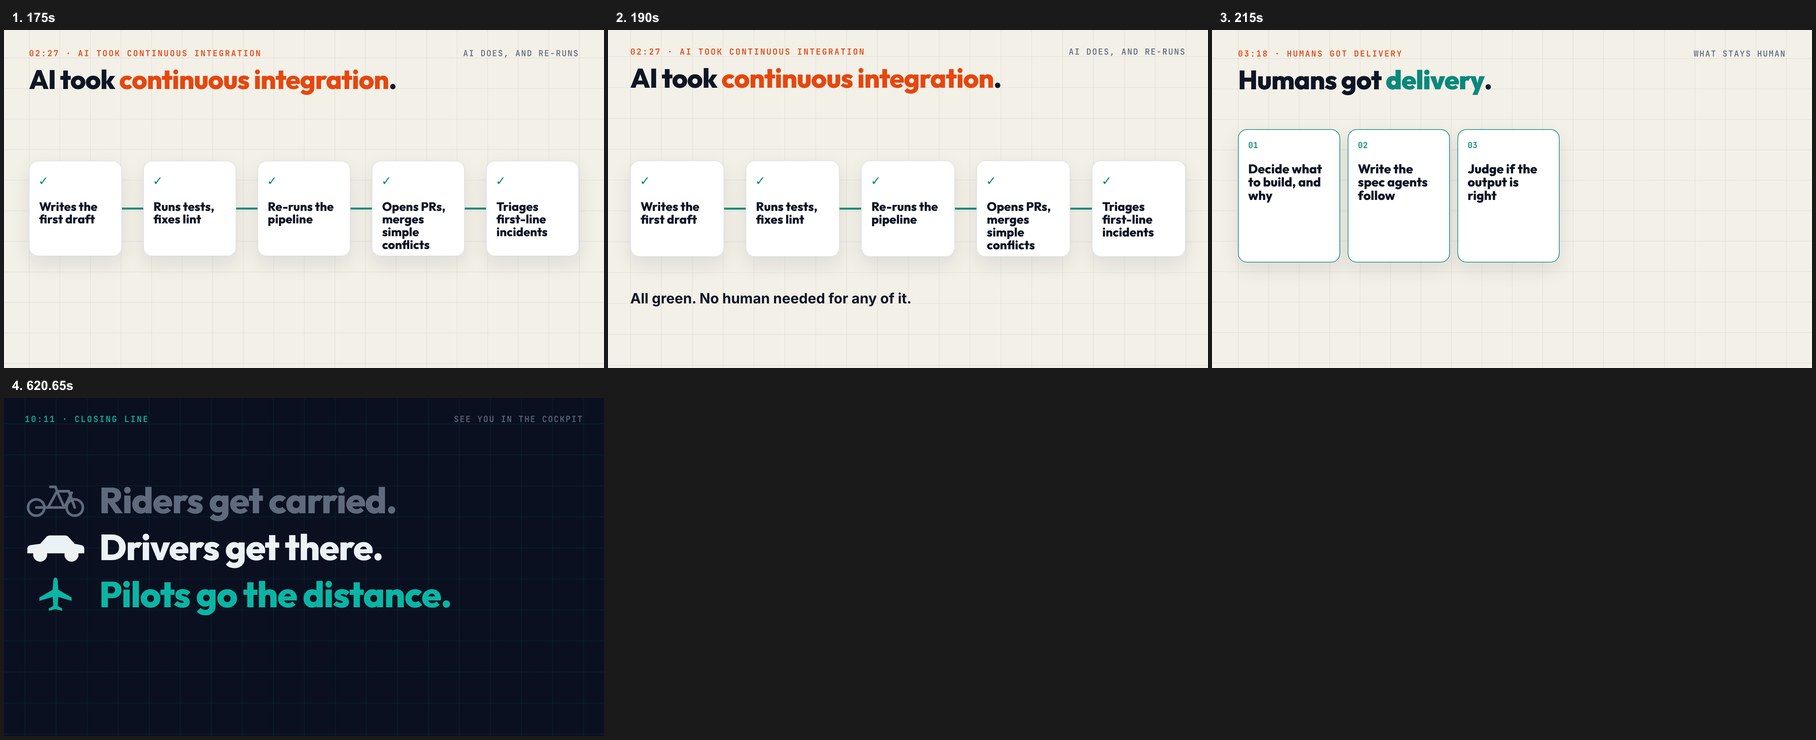 1. 175s
02:27 · AI TOOK CONTINUOUS INTEGRATION
AI DOES, AND RE-RUNS
AI took continuous integration.
✓
Writes the
first draft
✓
Runs tests,
fixes lint
✓
Re-runs the
pipeline
✓
Opens PRs,
merges
simple
conflicts
✓
Triages
first-line
incidents
2. 190s
02:27 · AI TOOK CONTINUOUS INTEGRATION
AI DOES, AND RE-RUNS
AI took continuous integration.
✓
Writes the
first draft
✓
Runs tests,
fixes lint
✓
Re-runs the
pipeline
✓
Opens PRs,
merges
simple
conflicts
✓
Triages
first-line
incidents
All green. No human needed for any of it.
3. 215s
03:18 · HUMANS GOT DELIVERY
WHAT STAYS HUMAN
Humans got delivery.
01
Decide what
to build, and
why
02
Write the
spec agents
follow
03
Judge if the
output is
right
4. 620.65s
10:11 · CLOSING LINE
SEE YOU IN THE COCKPIT
Riders get carried.
Drivers get there.
Pilots go the distance.